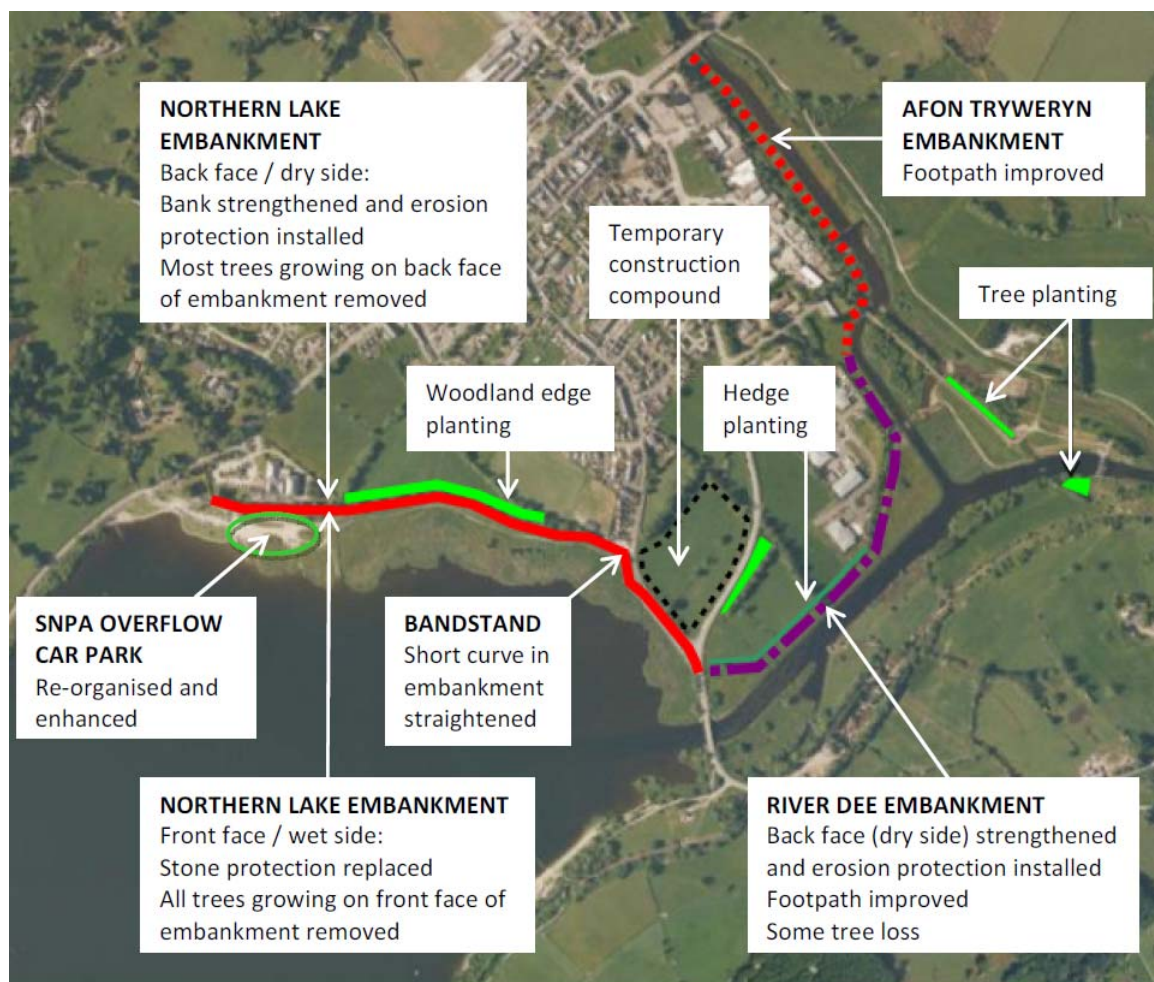 NORTHERN LAKE
EMBANKMENT
Back face / dry side:
Bank strengthened and erosion
protection installed
Most trees growing on back face
of embankment removed
AFON TRYWERYN
EMBANKMENT
Footpath improved
Temporary
construction
compound
Tree planting
Woodland edge
planting
Hedge
planting
SNPA OVERFLOW
CAR PARK
Re-organised and
enhanced
BANDSTAND
Short curve in
embankment
straightened
NORTHERN LAKE EMBANKMENT
Front face / wet side:
Stone protection replaced
All trees growing on front face of
embankment removed
RIVER DEE EMBANKMENT
Back face (dry side) strengthened
and erosion protection installed
Footpath improved
Some tree loss